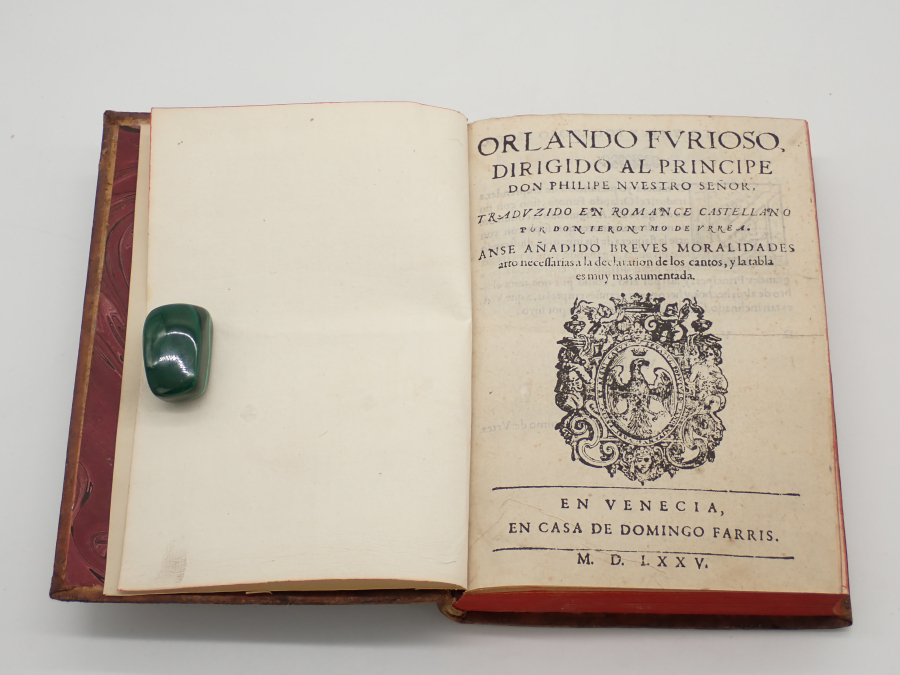 ORLANDO FVRIOSO,
DIRIGIDO AL PRINCIPE
DON PHILIPE NVESTRO SEÑOR,
TRADVZIDO EN ROMANCE CASTELLANO
POR DON IERONYMO DE VRREA.
ANSE AÑADIDO BREVES MORALIDADES
arto necessarias a la declaration de los cantos, y la tabla
es muy mas aumentada.
EN VENECIA,
EN CASA DE DOMINGO FARRIS.
M. D. LXXV.